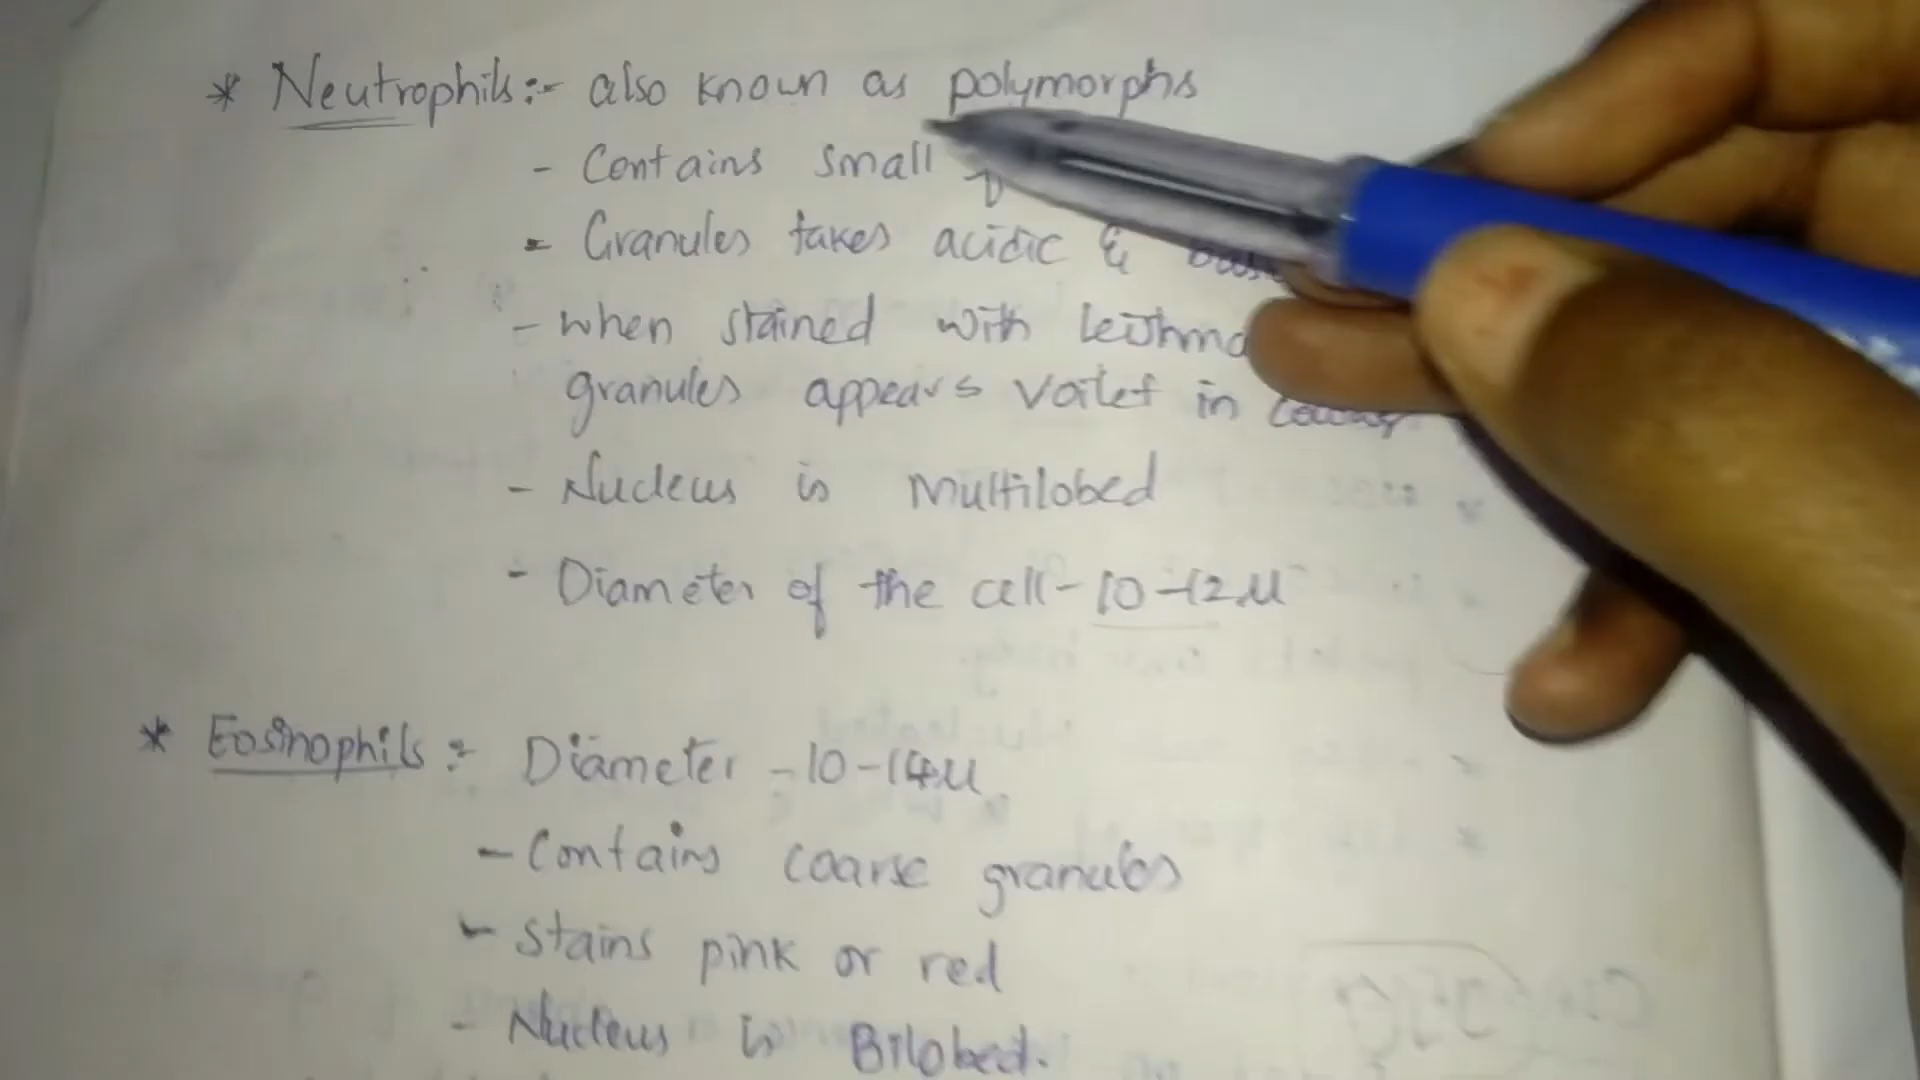 * Neutrophils:- also known as polymorphs
- Contains small
- Granules takes acidic &
- when stained with
granules appears Voilet in
- Nucleus is Multilobed
- Diameter of the cell - 10-12µ
* Eosinophils :- Diameter - 10-14µ
- Contains coarse granules
- stains pink or red
- Nucleus is Bilobed.